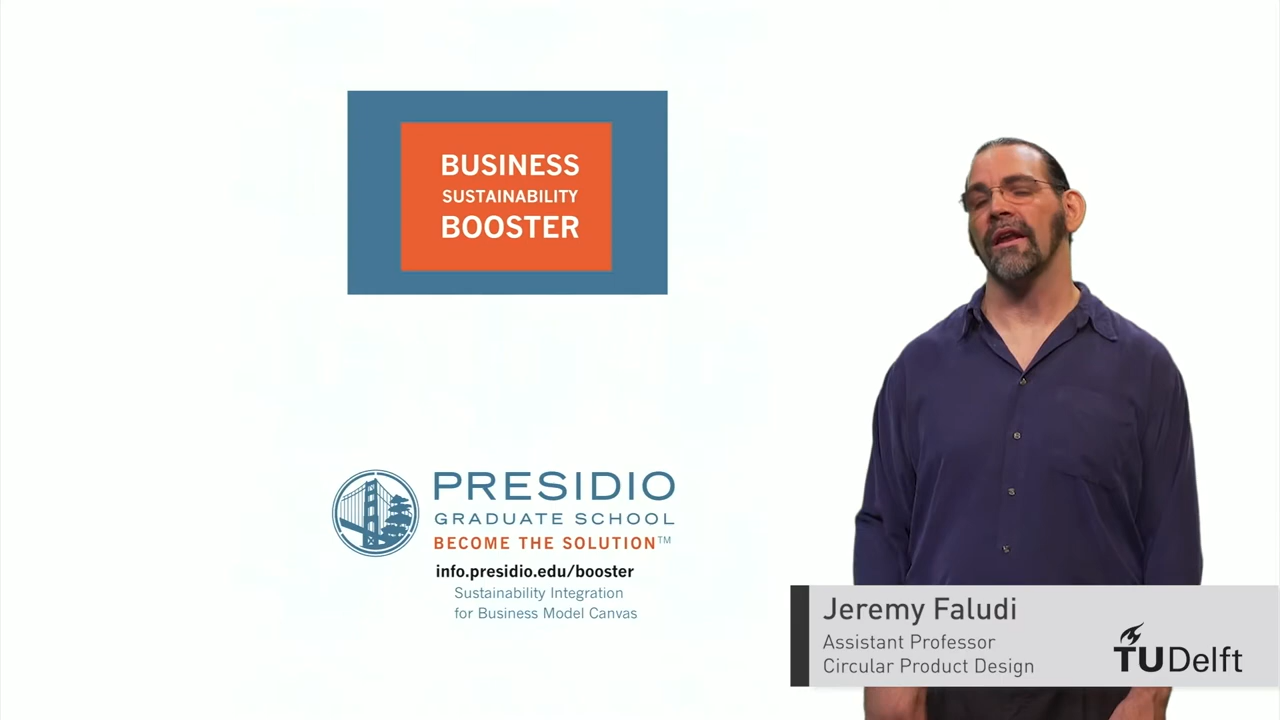 BUSINESS
SUSTAINABILITY
BOOSTER
PRESIDIO
GRADUATE SCHOOL
BECOME THE SOLUTION™
info.presidio.edu/booster
Sustainability Integration
for Business Model Canvas
Jeremy Faludi
Assistant Professor
Circular Product Design
TUDelft